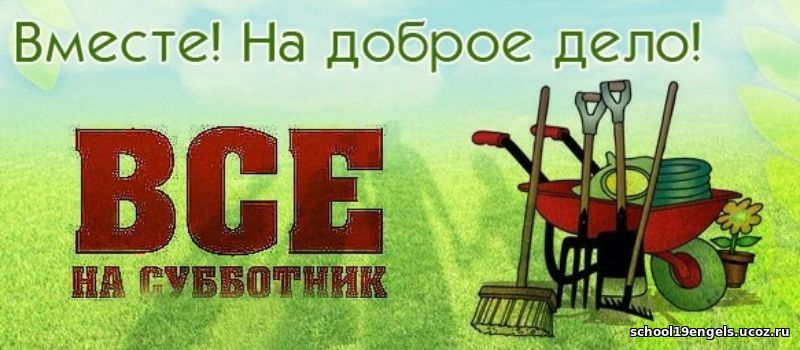 Вместе! На доброе дело!
ВСЕ
НА СУББОТНИК
school19engels.ucoz.ru